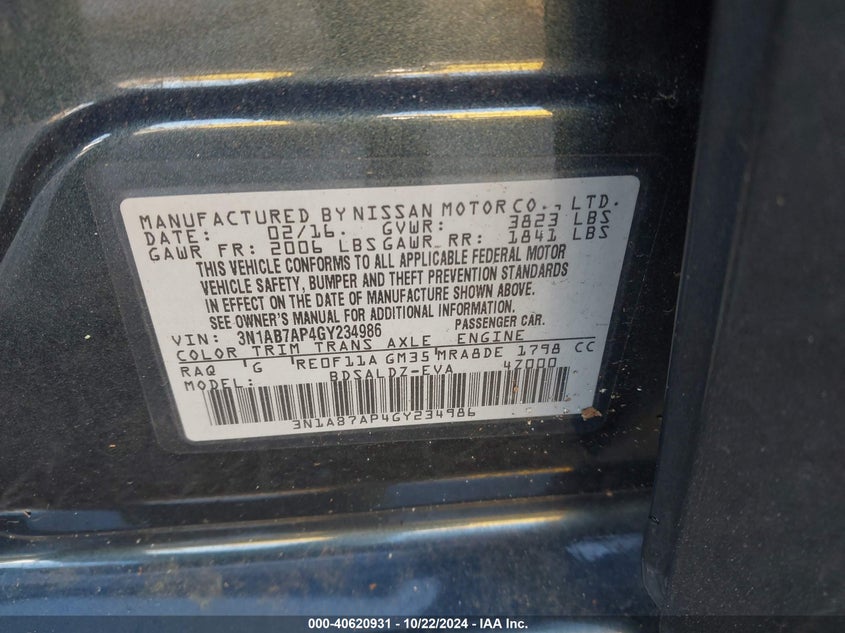 MANUFACTURED BY NISSAN MOTOR CO., LTD.
DATE: 02/16. GVWR: 3823 LBS
GAWR FR: 2006 LBS GAWR RR: 1841 LBS
THIS VEHICLE CONFORMS TO ALL APPLICABLE FEDERAL MOTOR
VEHICLE SAFETY, BUMPER AND THEFT PREVENTION STANDARDS
IN EFFECT ON THE DATE OF MANUFACTURE SHOWN ABOVE.
SEE OWNER'S MANUAL FOR ADDITIONAL INFORMATION.
VIN: 3N1AB7AP4GY234986 PASSENGER CAR.
COLOR TRIM TRANS AXLE ENGINE
RAQ G RE0F11A GM35 MRA8DE 1798 CC
MODEL: BDSALDZ-EVA 4Z000
3N1AB7AP4GY234986
000-40620931 - 10/22/2024 - IAA Inc.